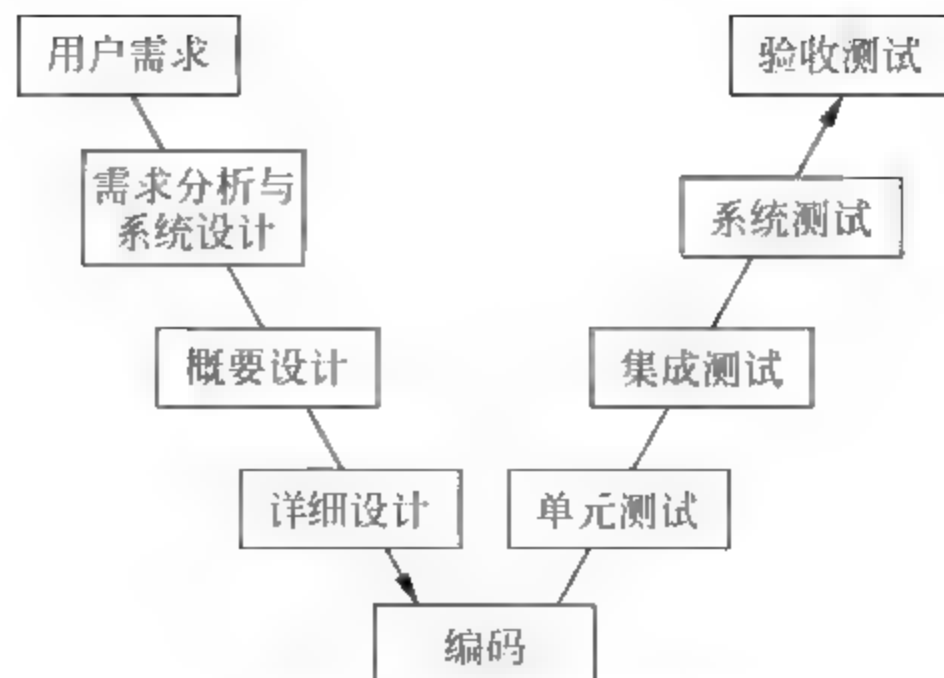 用户需求
验收测试
需求分析与
系统设计
系统测试
概要设计
集成测试
详细设计
单元测试
编码